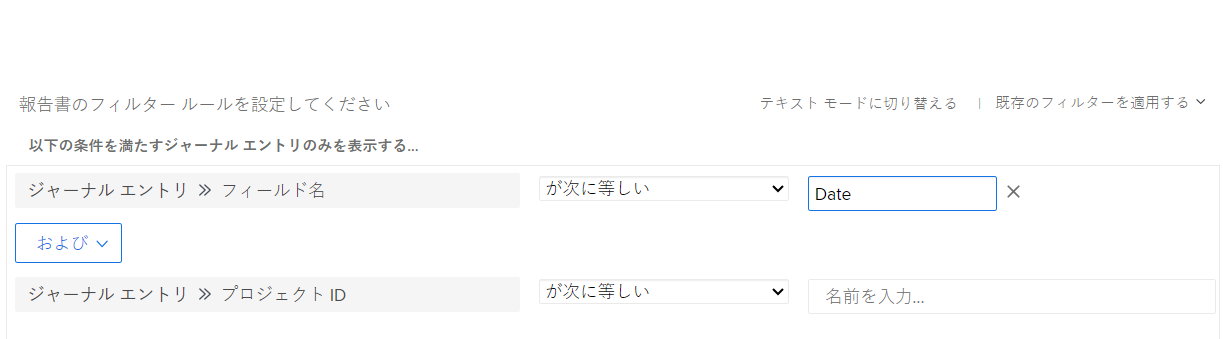 報告書のフィルター ルールを設定してください
テキスト モードに切り替える | 既存のフィルターを適用する
以下の条件を満たすジャーナル エントリのみを表示する...
ジャーナル エントリ » フィールド名 が次に等しい Date
および
ジャーナル エントリ » プロジェクト ID が次に等しい 名前を入力...